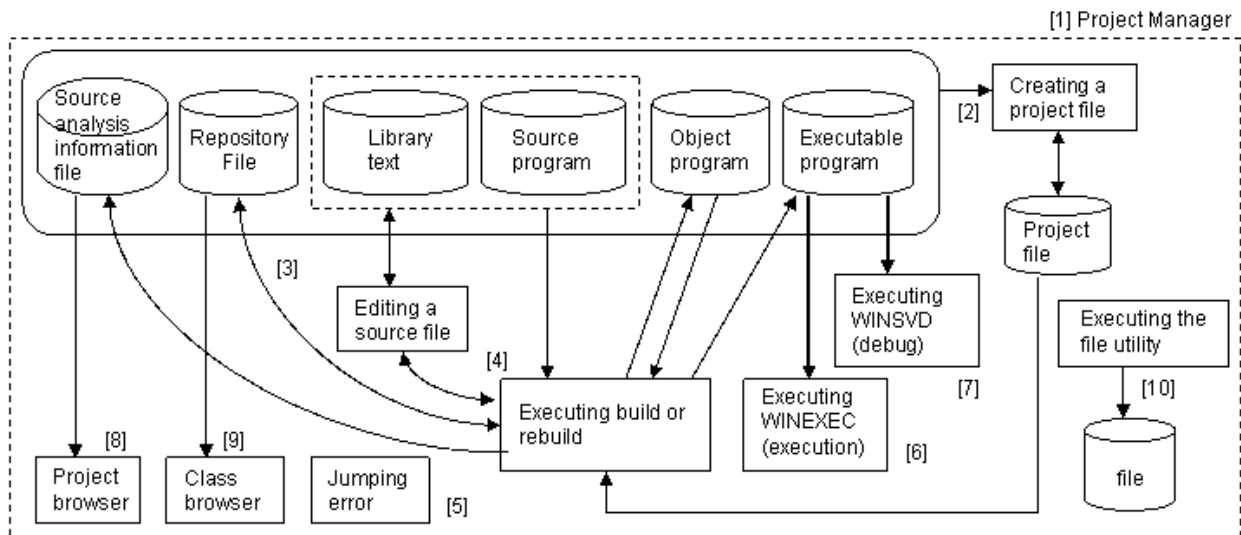 [1] Project Manager
Source
analysis
information
file
Repository
File
Library
text
Source
program
Object
program
Executable
program
[2]
Creating a
project file
Project
file
[3]
Editing a
source file
[4]
Executing build or
rebuild
Executing
WINSVD
(debug)
[7]
Executing
WINEXEC
(execution)
[6]
Executing the
file utility
[10]
file
[8]
Project
browser
[9]
Class
browser
Jumping
error
[5]